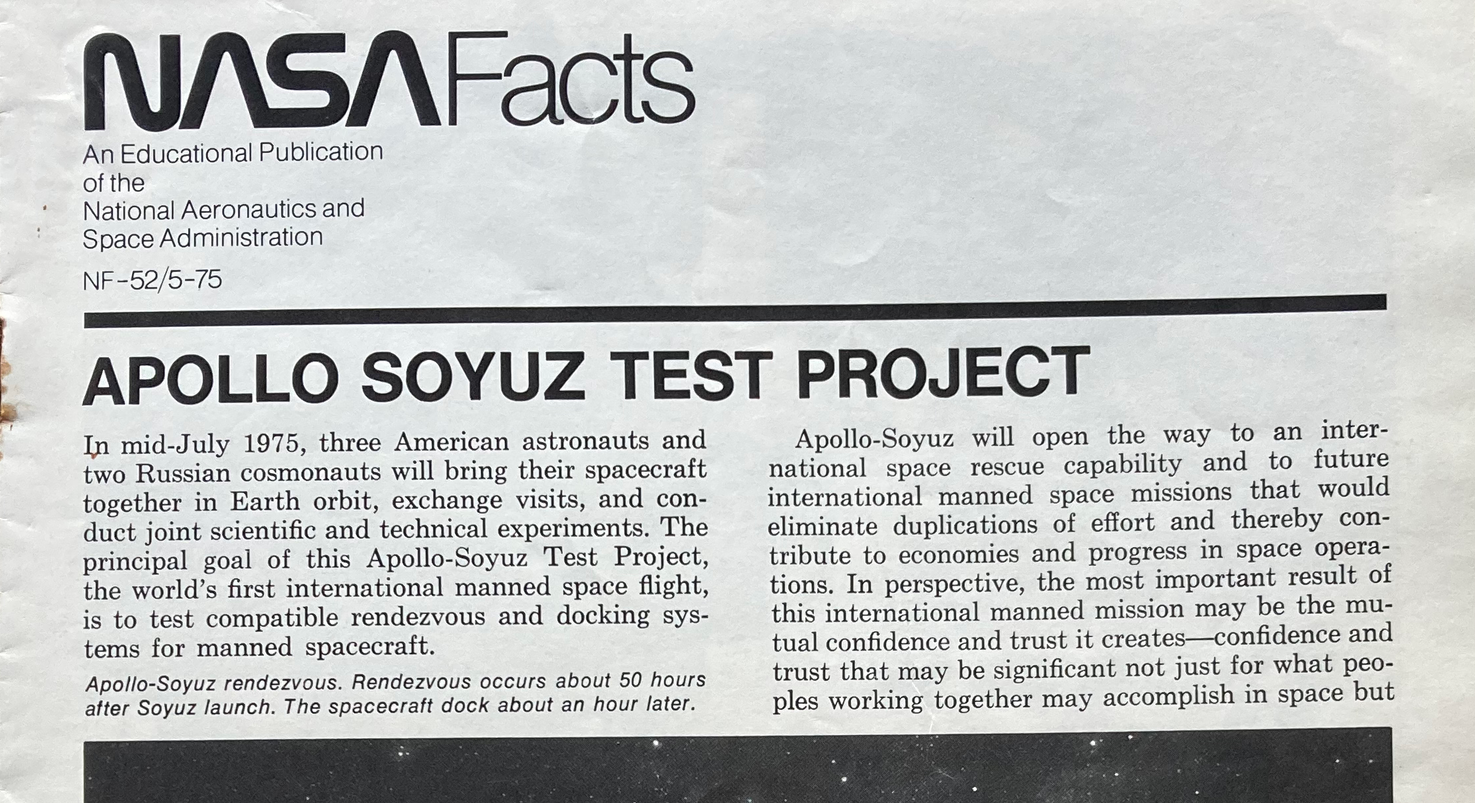 NASA Facts
An Educational Publication
of the
National Aeronautics and
Space Administration
NF-52/5-75
APOLLO SOYUZ TEST PROJECT
In mid-July 1975, three American astronauts and
two Russian cosmonauts will bring their spacecraft
together in Earth orbit, exchange visits, and con-
duct joint scientific and technical experiments. The
principal goal of this Apollo-Soyuz Test Project,
the world's first international manned space flight,
is to test compatible rendezvous and docking sys-
tems for manned spacecraft.
Apollo-Soyuz rendezvous. Rendezvous occurs about 50 hours
after Soyuz launch. The spacecraft dock about an hour later.
Apollo-Soyuz will open the way to an inter-
national space rescue capability and to future
international manned space missions that would
eliminate duplications of effort and thereby con-
tribute to economies and progress in space opera-
tions. In perspective, the most important result of
this international manned mission may be the mu-
tual confidence and trust it creates—confidence and
trust that may be significant not just for what peo-
ples working together may accomplish in space but